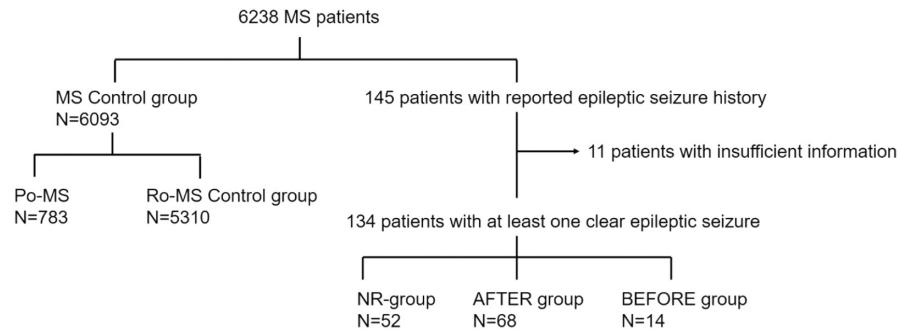 6238 MS patients
MS Control group
N=6093
145 patients with reported epileptic seizure history
11 patients with insufficient information
Po-MS
N=783
Ro-MS Control group
N=5310
134 patients with at least one clear epileptic seizure
NR-group
N=52
AFTER group
N=68
BEFORE group
N=14